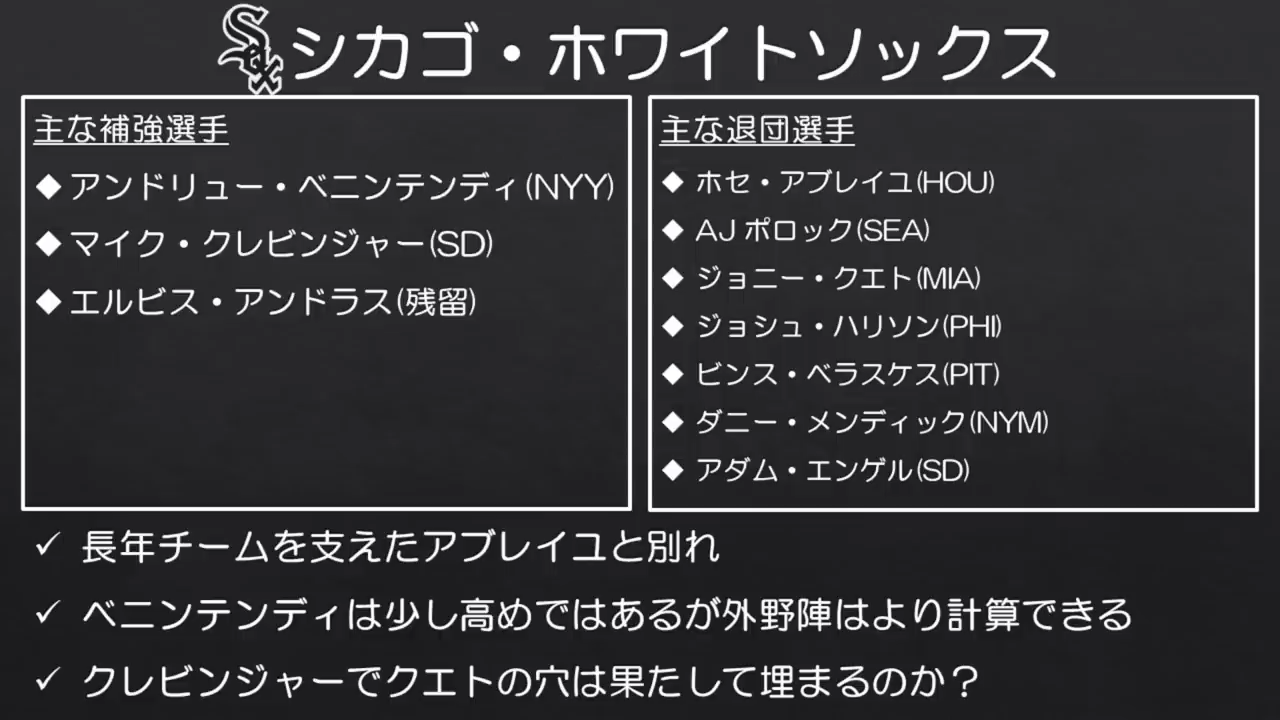 Sox シカゴ・ホワイトソックス
主な補強選手
◆ アンドリュー・ベニンテンディ(NYY)
◆ マイク・クレビンジャー(SD)
◆ エルビス・アンドラス(残留)
主な退団選手
◆ ホセ・アブレイユ(HOU)
◆ AJ ポロック(SEA)
◆ ジョニー・クエト(MIA)
◆ ジョシュ・ハリソン(PHI)
◆ ビンス・ベラスケス(PIT)
◆ ダニー・メンディック(NYM)
◆ アダム・エンゲル(SD)
✓ 長年チームを支えたアブレイユと別れ
✓ ベニンテンディは少し高めではあるが外野陣はより計算できる
✓ クレビンジャーでクエトの穴は果たして埋まるのか？